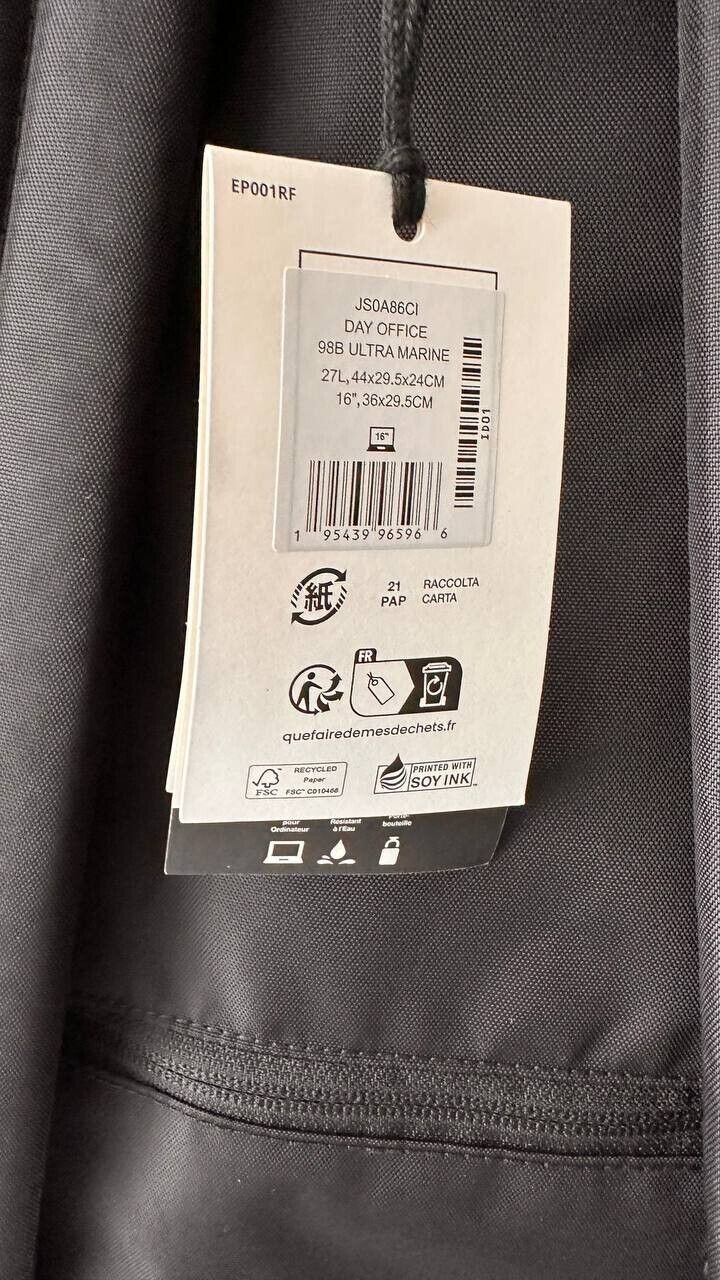 EP001RF
JS0A86CI
DAY OFFICE
98B ULTRA MARINE
27L,44x29.5x24CM
16",36x29.5CM
16"
ID01
1 95439 96596 6
紙
21
PAP
RACCOLTA
CARTA
FR
quefairedemesdechets.fr
FSC
RECYCLED
Paper
FSC™ C010468
PRINTED WITH
SOY INK™
pour
Ordinateur
Résistant
à l'Eau
Porte-
bouteille